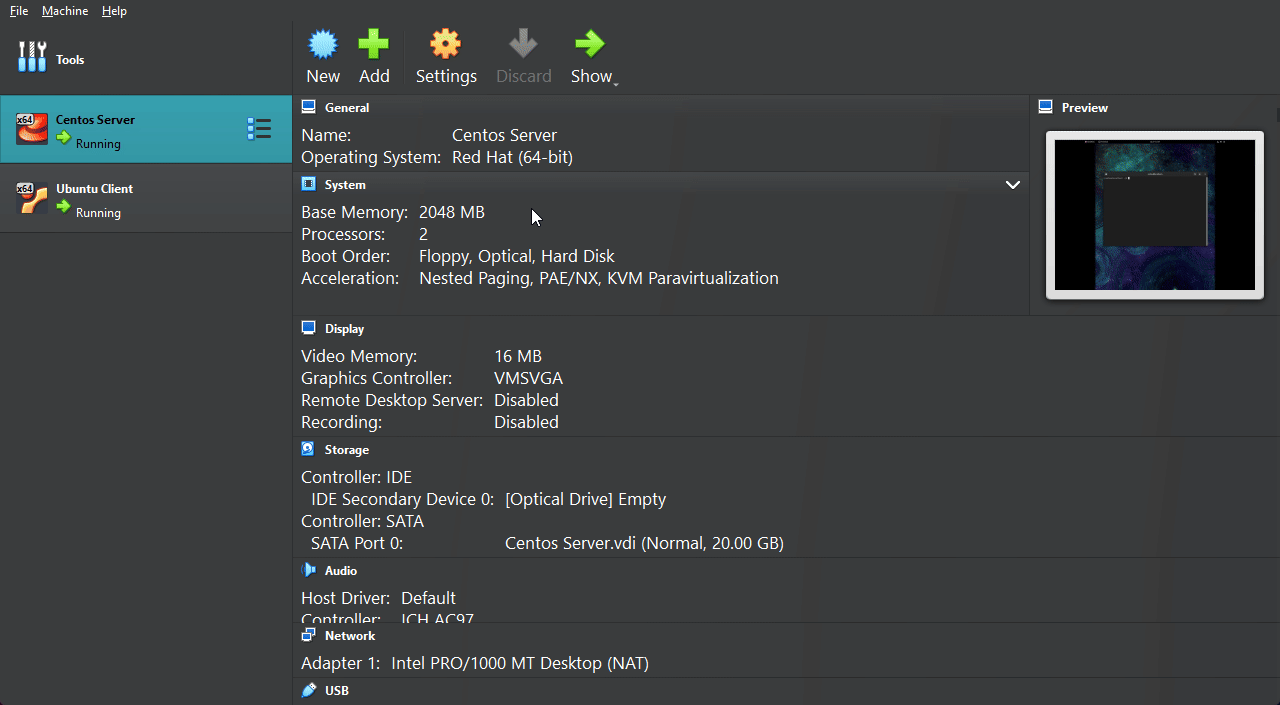 File Machine Help
Tools
New Add Settings Discard Show
x64 Centos Server
Running
x64 Ubuntu Client
Running
General
Name: Centos Server
Operating System: Red Hat (64-bit)
System
Base Memory: 2048 MB
Processors: 2
Boot Order: Floppy, Optical, Hard Disk
Acceleration: Nested Paging, PAE/NX, KVM Paravirtualization
Preview
Display
Video Memory: 16 MB
Graphics Controller: VMSVGA
Remote Desktop Server: Disabled
Recording: Disabled
Storage
Controller: IDE
IDE Secondary Device 0: [Optical Drive] Empty
Controller: SATA
SATA Port 0: Centos Server.vdi (Normal, 20.00 GB)
Audio
Host Driver: Default
Controller: ICH AC97
Network
Adapter 1: Intel PRO/1000 MT Desktop (NAT)
USB